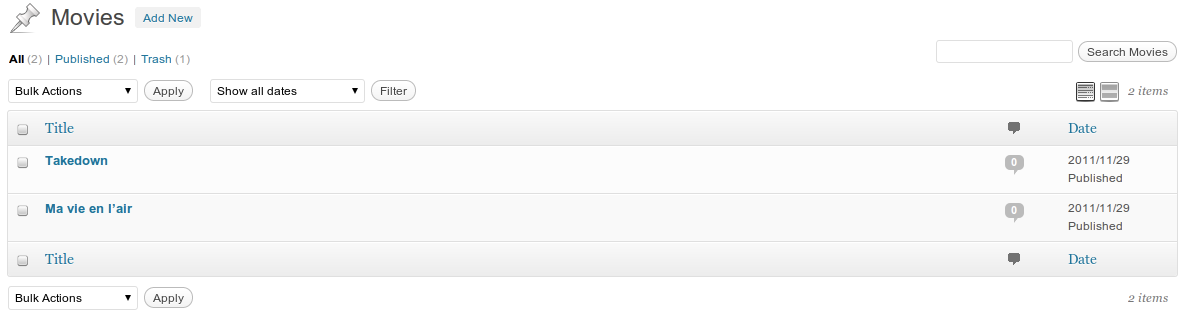 Movies Add New
All (2) | Published (2) | Trash (1)
Search Movies
Bulk Actions Apply Show all dates Filter 2 items
Title Date
Takedown 0 2011/11/29
Published
Ma vie en l’air 0 2011/11/29
Published
Title Date
Bulk Actions Apply 2 items